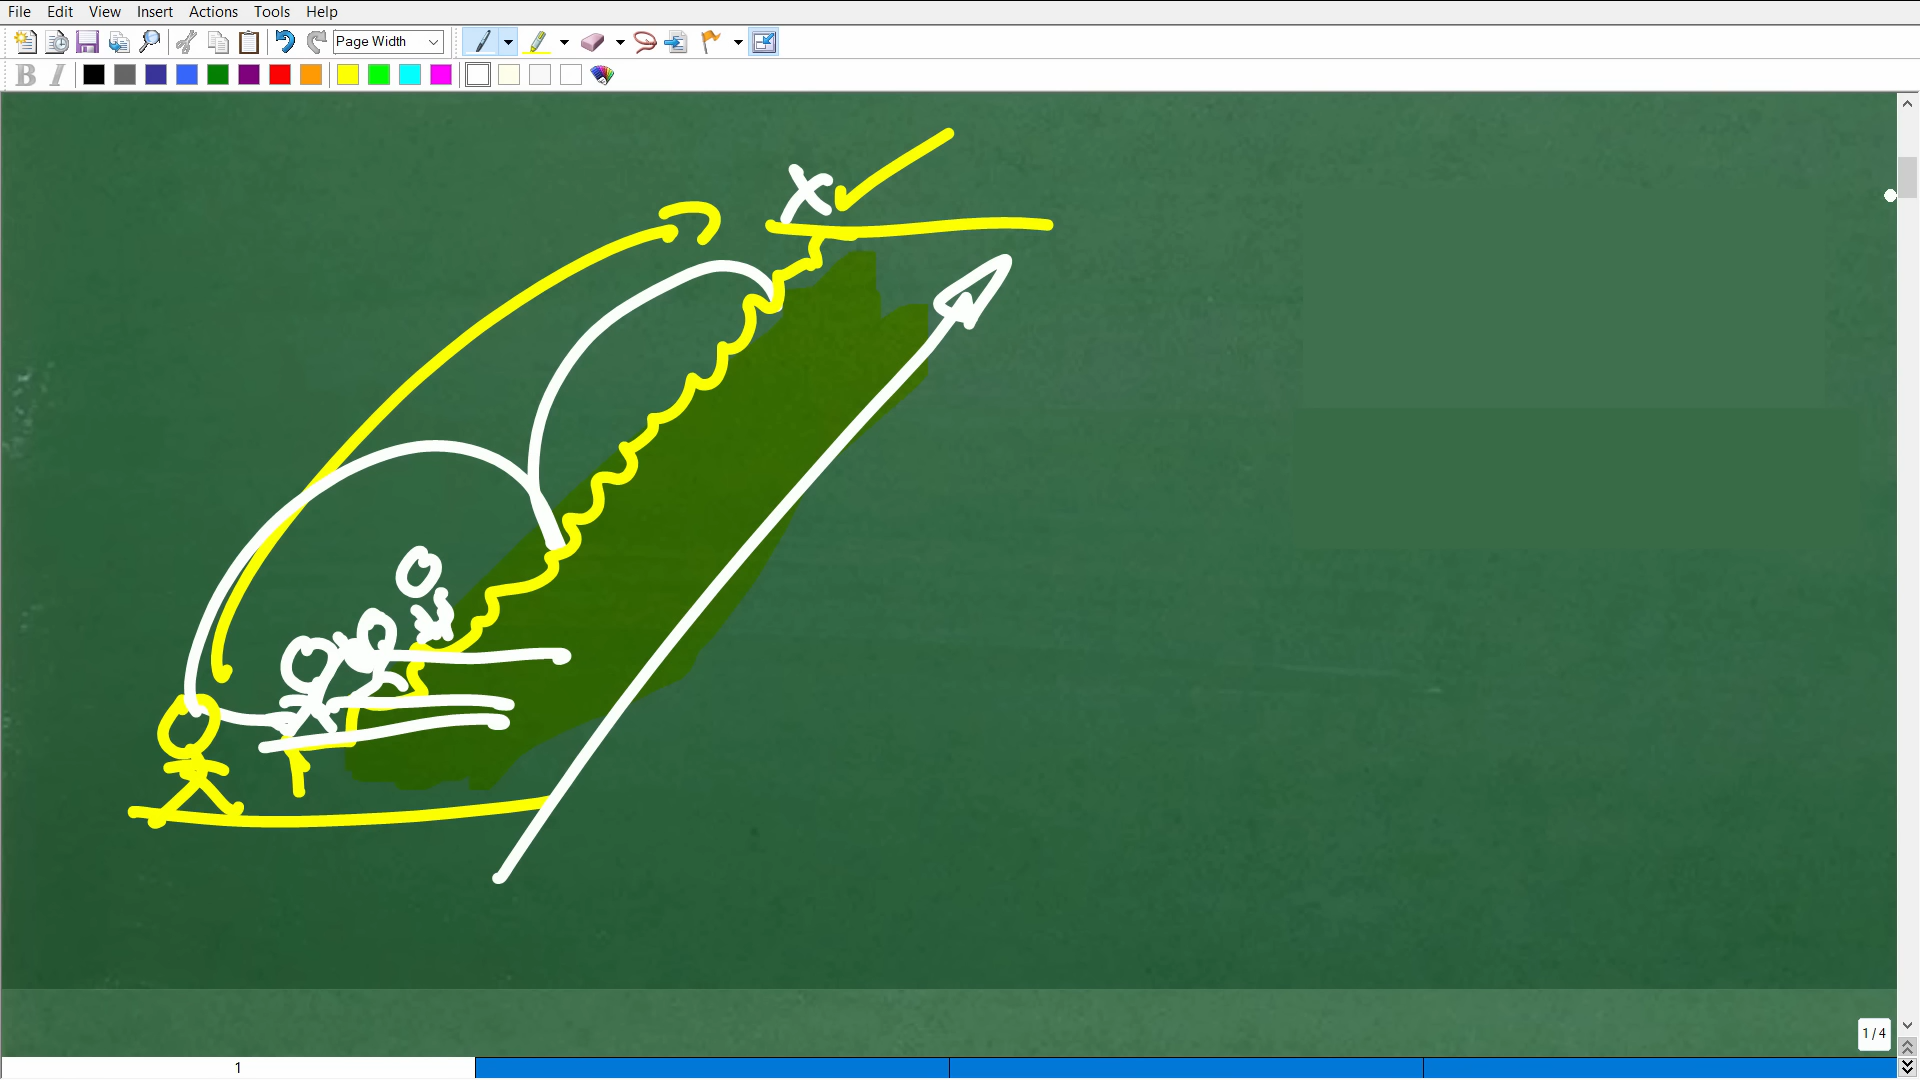 File Edit View Insert Actions Tools Help
Page Width
B I
x
1 / 4
1